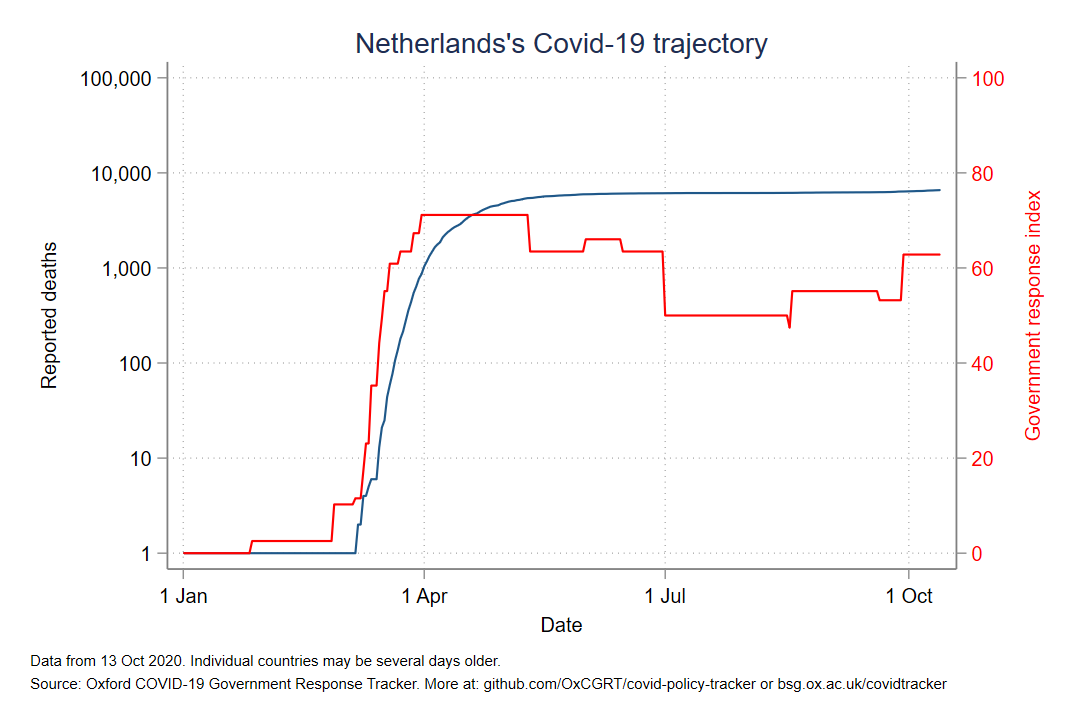 Netherlands's Covid-19 trajectory
100,000
10,000
1,000
100
10
1
Reported deaths
100
80
60
40
20
0
Government response index
1 Jan
1 Apr
1 Jul
1 Oct
Date
Data from 13 Oct 2020. Individual countries may be several days older.
Source: Oxford COVID-19 Government Response Tracker. More at: github.com/OxCGRT/covid-policy-tracker or bsg.ox.ac.uk/covidtracker